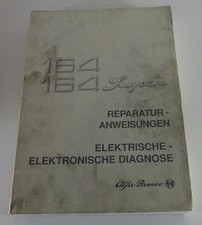 164
164 Super
REPARATUR -
ANWEISUNGEN
ELEKTRISCHE -
ELEKTRONISCHE DIAGNOSE
Alfa Romeo